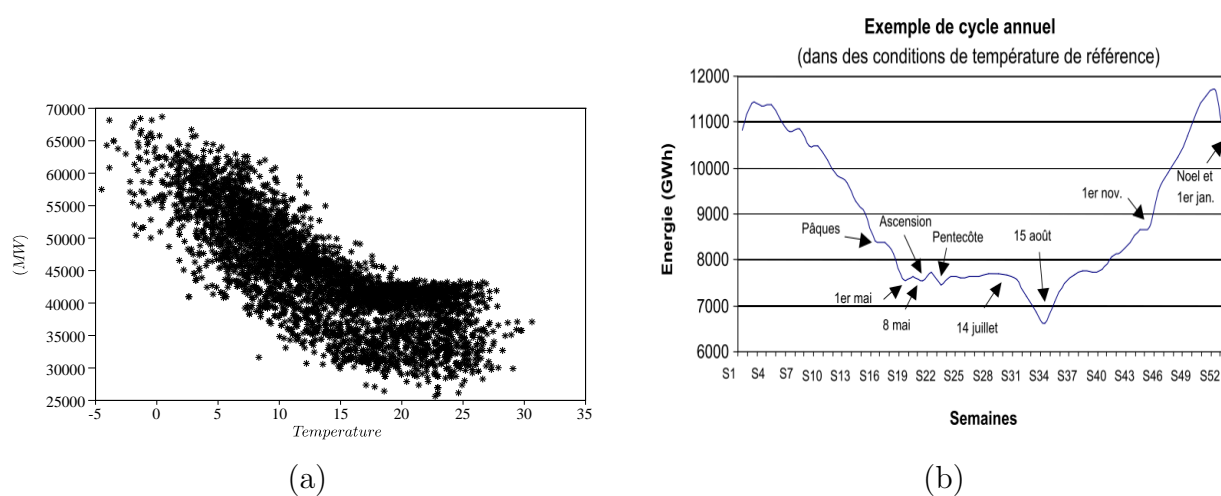 70000
65000
60000
55000
50000
45000
40000
35000
30000
25000
(MW)
-5 0 5 10 15 20 25 30 35
Temperature
(a)
Exemple de cycle annuel
(dans des conditions de température de référence)
12000
11000
10000
9000
8000
7000
6000
Energie (GWh)
Noel et
1er jan.
1er nov.
Ascension
Pâques
Pentecôte
15 août
1er mai
8 mai
14 juillet
S1 S4 S7 S10 S13 S16 S19 S22 S25 S28 S31 S34 S37 S40 S43 S46 S49 S52
Semaines
(b)